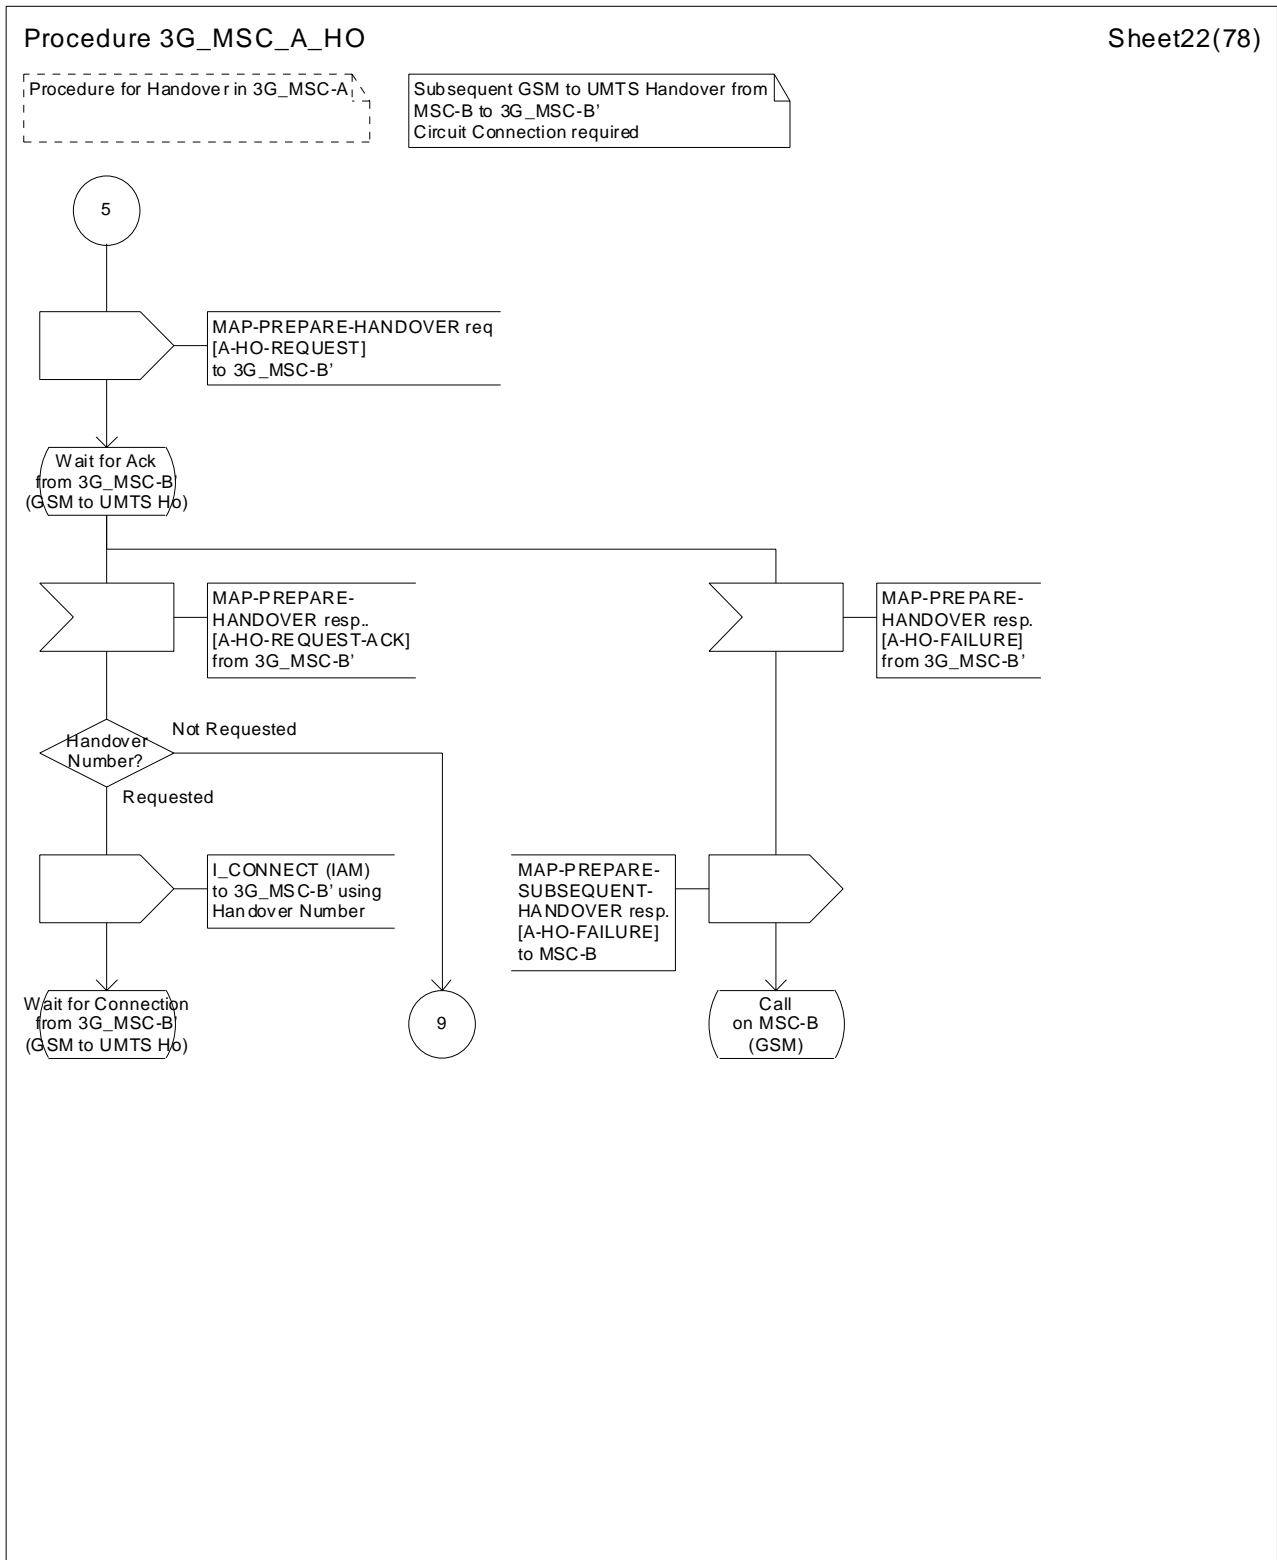 Procedure 3G_MSC_A_HO
Sheet22(78)
Procedure for Handover in 3G_MSC-A
Subsequent GSM to UMTS Handover from
MSC-B to 3G_MSC-B’
Circuit Connection required
5
MAP-PREPARE-HANDOVER req
[A-HO-REQUEST]
to 3G_MSC-B’
Wait for Ack
from 3G_MSC-B’
(GSM to UMTS Ho)
MAP-PREPARE-
HANDOVER resp..
[A-HO-REQUEST-ACK]
from 3G_MSC-B’
MAP-PREPARE-
HANDOVER resp.
[A-HO-FAILURE]
from 3G_MSC-B’
Handover
Number?
Not Requested
Requested
I_CONNECT (IAM)
to 3G_MSC-B’ using
Handover Number
MAP-PREPARE-
SUBSEQUENT-
HANDOVER resp.
[A-HO-FAILURE]
to MSC-B
Wait for Connection
from 3G_MSC-B’
(GSM to UMTS Ho)
9
Call
on MSC-B
(GSM)